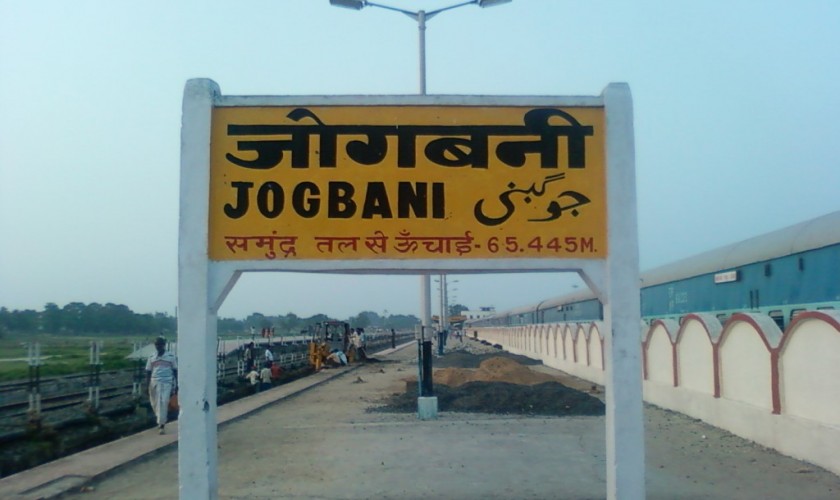 जोगबनी
JOGBANI جوگبنی
समुंद्र तल से ऊँचाई - 65.445M.